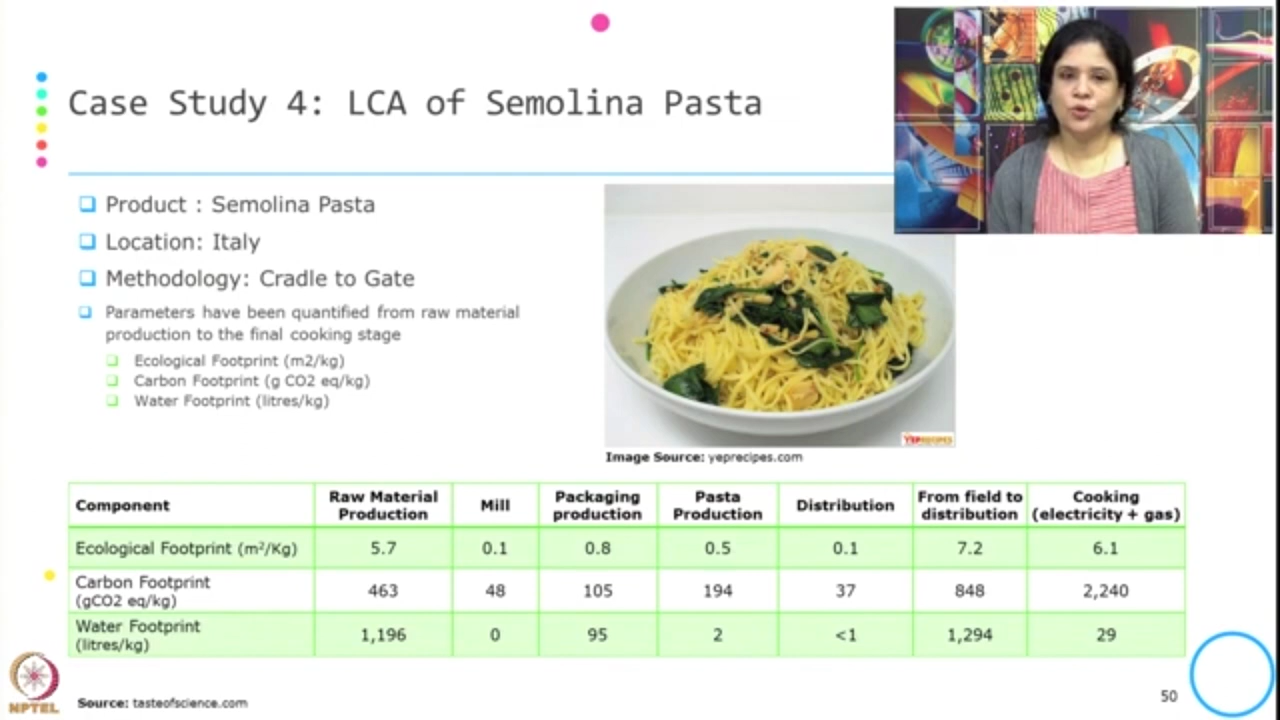 Case Study 4: LCA of Semolina Pasta
Product : Semolina Pasta
Location: Italy
Methodology: Cradle to Gate
Parameters have been quantified from raw material
production to the final cooking stage
Ecological Footprint (m2/kg)
Carbon Footprint (g CO2 eq/kg)
Water Footprint (litres/kg)
YEPRECIPES
Image Source: yeprecipes.com
Component Raw Material Production Mill Packaging production Pasta Production Distribution From field to distribution Cooking (electricity + gas)
Ecological Footprint (m²/Kg) 5.7 0.1 0.8 0.5 0.1 7.2 6.1
Carbon Footprint (gCO2 eq/kg) 463 48 105 194 37 848 2,240
Water Footprint (litres/kg) 1,196 0 95 2 <1 1,294 29
NPTEL
Source: tasteofscience.com
50